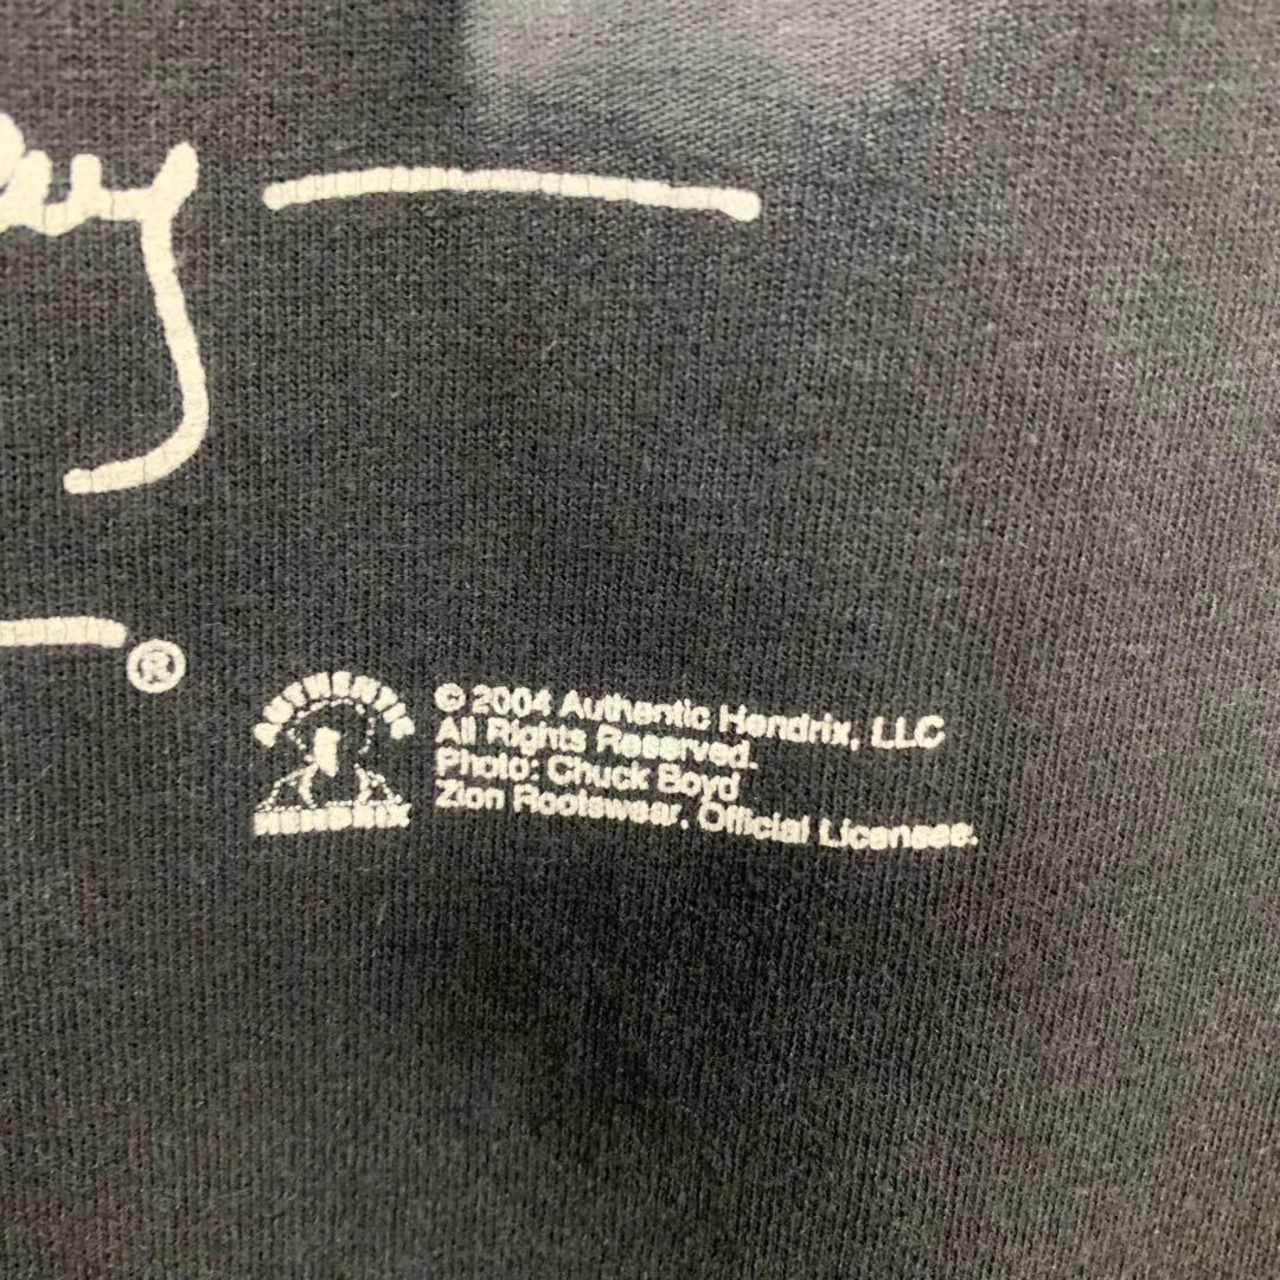 ®
AUTHENTIC
HENDRIX
© 2004 Authentic Hendrix, LLC
All Rights Reserved.
Photo: Chuck Boyd
Zion Rootswear. Official Licensee.